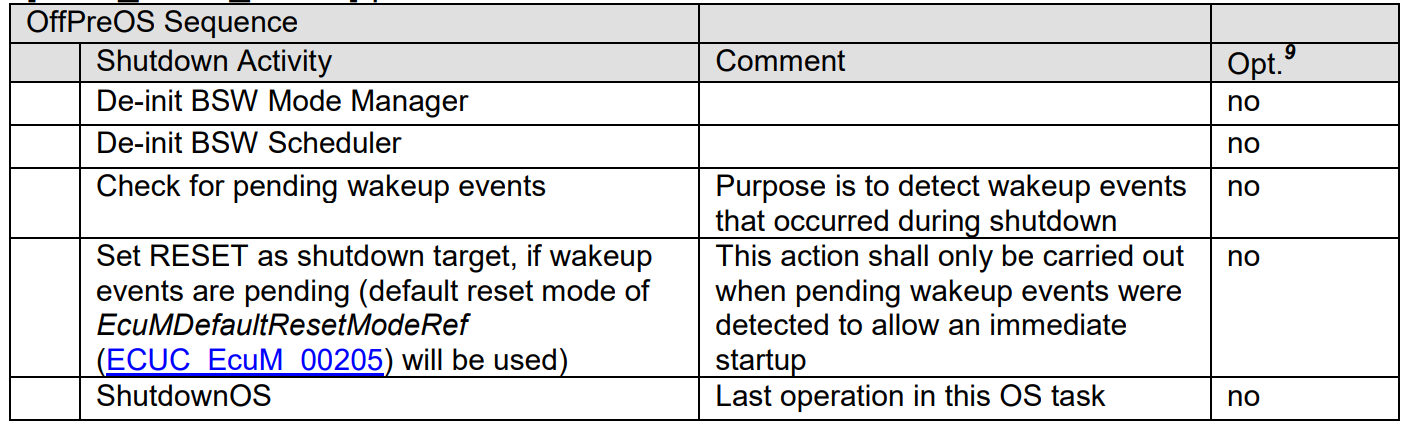 OffPreOS Sequence
Shutdown Activity Comment Opt.9
De-init BSW Mode Manager no
De-init BSW Scheduler no
Check for pending wakeup events Purpose is to detect wakeup events no
that occurred during shutdown
Set RESET as shutdown target, if wakeup This action shall only be carried out no
events are pending (default reset mode of when pending wakeup events were
EcuMDefaultResetModeRef detected to allow an immediate
(ECUC_EcuM_00205) will be used) startup
ShutdownOS Last operation in this OS task no